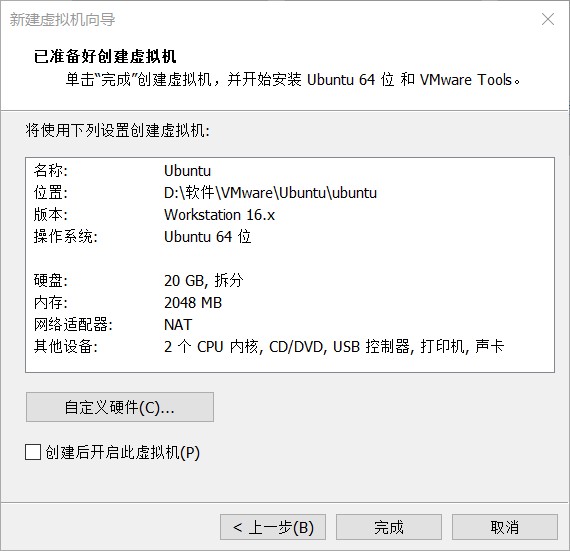 新建虚拟机向导
已准备好创建虚拟机
单击“完成”创建虚拟机，并开始安装 Ubuntu 64 位 和 VMware Tools。
将使用下列设置创建虚拟机:
名称: Ubuntu
位置: D:\软件\VMware\Ubuntu\ubuntu
版本: Workstation 16.x
操作系统: Ubuntu 64 位
硬盘: 20 GB, 拆分
内存: 2048 MB
网络适配器: NAT
其他设备: 2 个 CPU 内核, CD/DVD, USB 控制器, 打印机, 声卡
自定义硬件(C)...
创建后开启此虚拟机(P)
< 上一步(B) 完成 取消